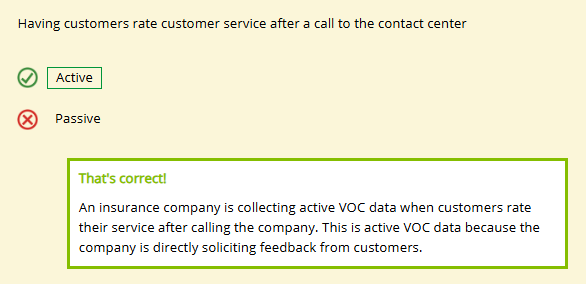 Having customers rate customer service after a call to the contact center
Active
Passive
That's correct!
An insurance company is collecting active VOC data when customers rate
their service after calling the company. This is active VOC data because the
company is directly soliciting feedback from customers.